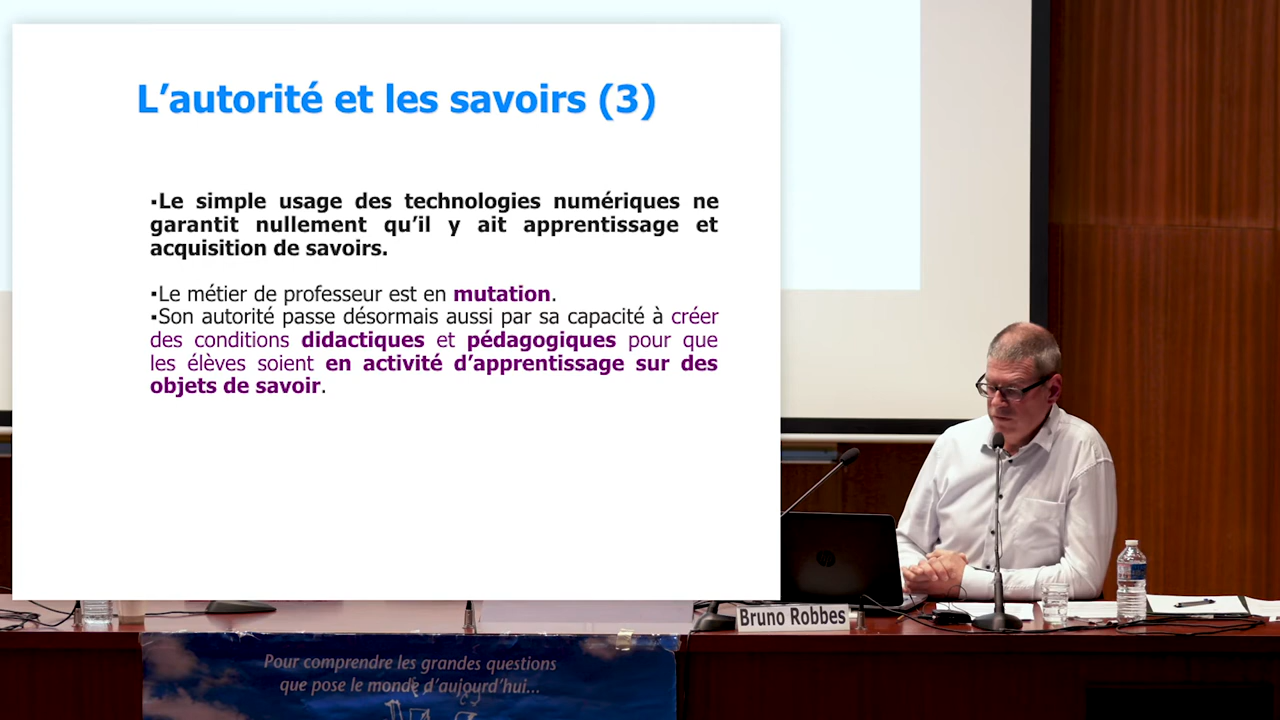 L’autorité et les savoirs (3)
▪Le simple usage des technologies numériques ne
garantit nullement qu’il y ait apprentissage et
acquisition de savoirs.
▪Le métier de professeur est en mutation.
▪Son autorité passe désormais aussi par sa capacité à créer
des conditions didactiques et pédagogiques pour que
les élèves soient en activité d’apprentissage sur des
objets de savoir.
Bruno Robbes
Pour comprendre les grandes questions
que pose le monde d’aujourd’hui...